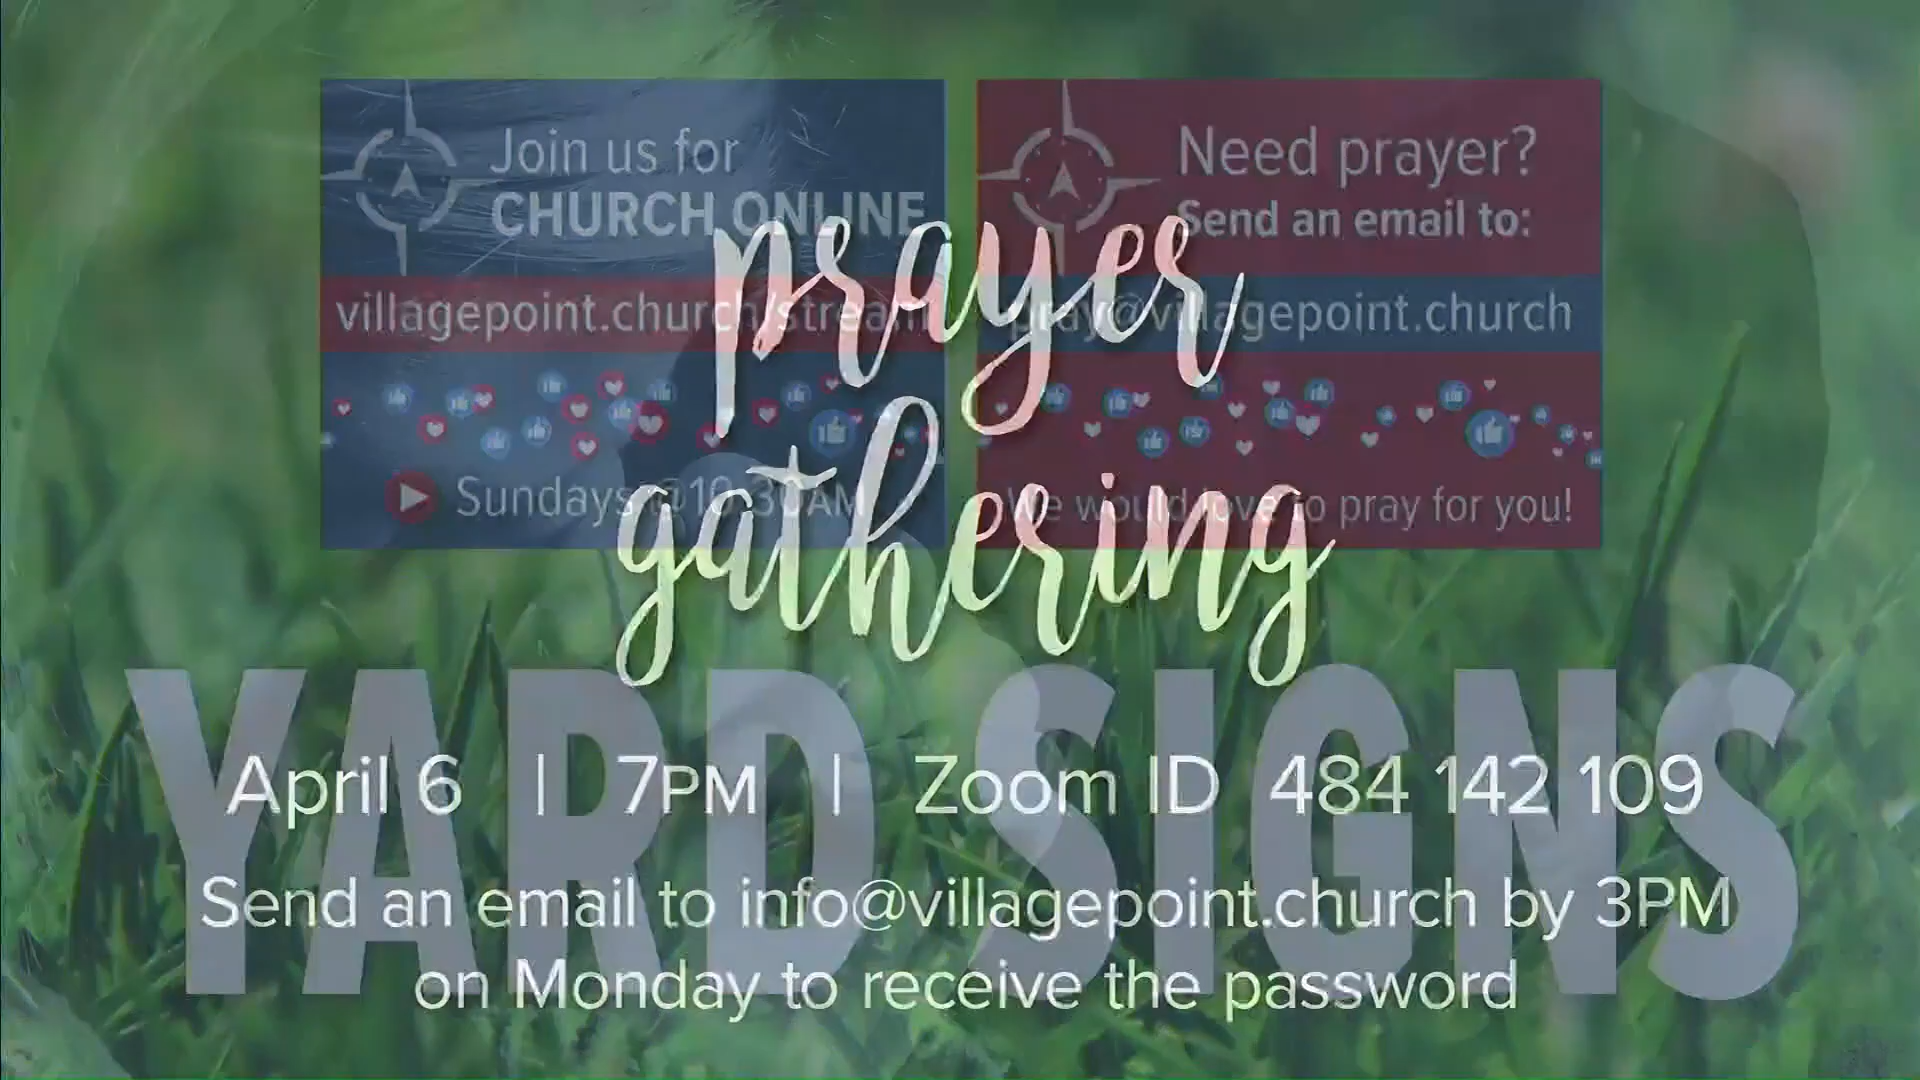 Join us for
CHURCH ONLINE
villagepoint.church/stream
Sundays @10:30AM
Need prayer?
Send an email to:
pray@villagepoint.church
We would love to pray for you!
prayer
gathering
YARD SIGNS
April 6 | 7PM | Zoom ID 484 142 109
Send an email to info@villagepoint.church by 3PM
on Monday to receive the password